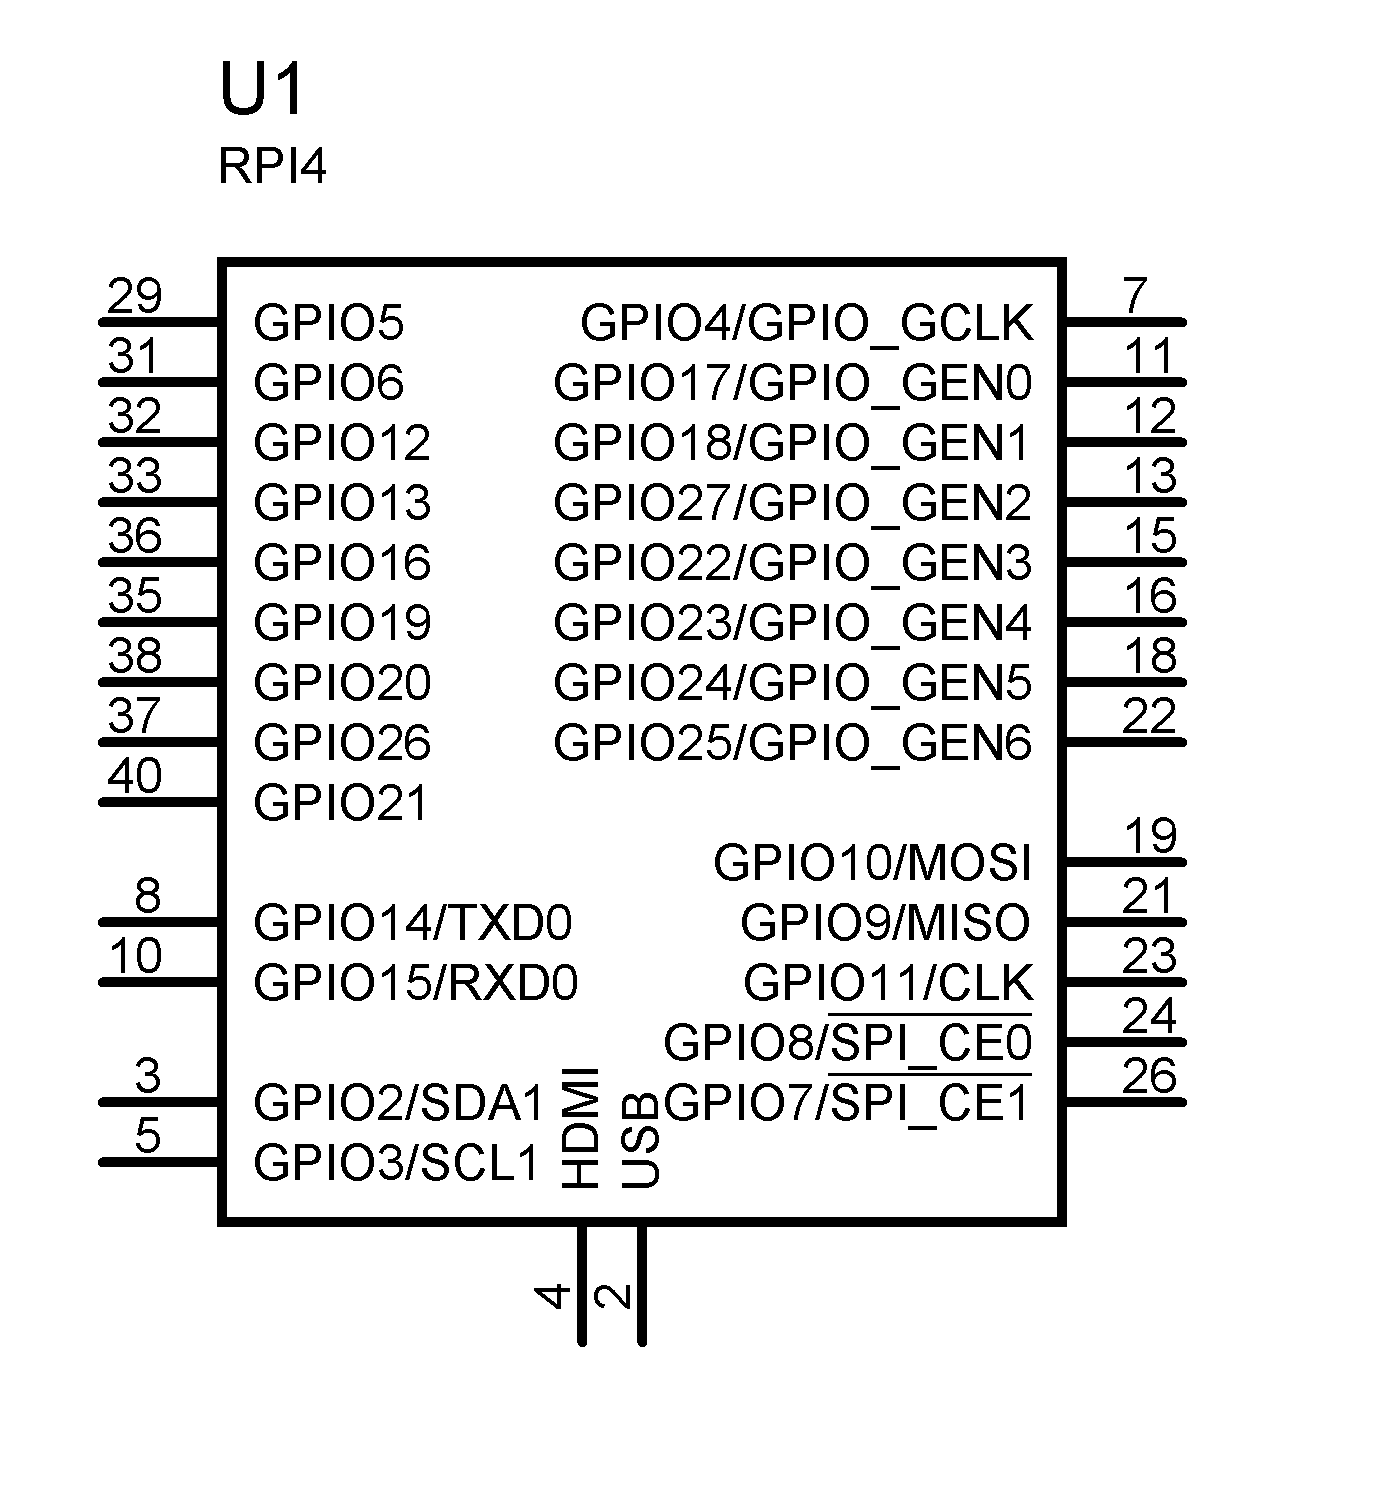 U1
RPI4
29 GPIO5 GPIO4/GPIO_GCLK 7
31 GPIO6 GPIO17/GPIO_GEN0 11
32 GPIO12 GPIO18/GPIO_GEN1 12
33 GPIO13 GPIO27/GPIO_GEN2 13
36 GPIO16 GPIO22/GPIO_GEN3 15
35 GPIO19 GPIO23/GPIO_GEN4 16
38 GPIO20 GPIO24/GPIO_GEN5 18
37 GPIO26 GPIO25/GPIO_GEN6 22
40 GPIO21
GPIO10/MOSI 19
8 GPIO14/TXD0 GPIO9/MISO 21
10 GPIO15/RXD0 GPIO11/CLK 23
GPIO8/SPI_CE0 24
3 GPIO2/SDA1 GPIO7/SPI_CE1 26
5 GPIO3/SCL1
HDMI
USB
4
2